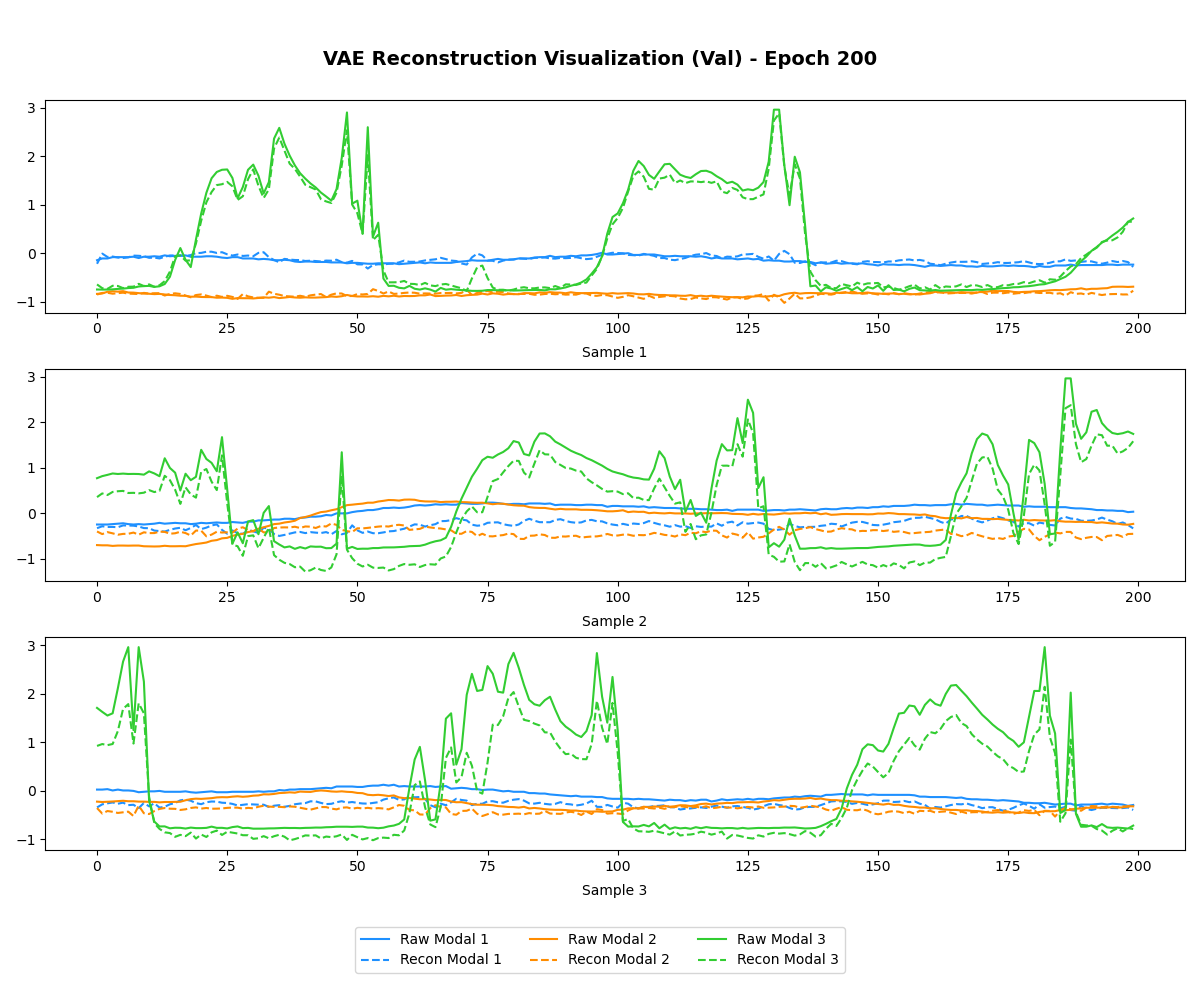 VAE Reconstruction Visualization (Val) - Epoch 200
3
2
1
0
−1
0 25 50 75 100 125 150 175 200
Sample 1
3
2
1
0
−1
0 25 50 75 100 125 150 175 200
Sample 2
3
2
1
0
−1
0 25 50 75 100 125 150 175 200
Sample 3
Raw Modal 1 Raw Modal 2 Raw Modal 3
Recon Modal 1 Recon Modal 2 Recon Modal 3